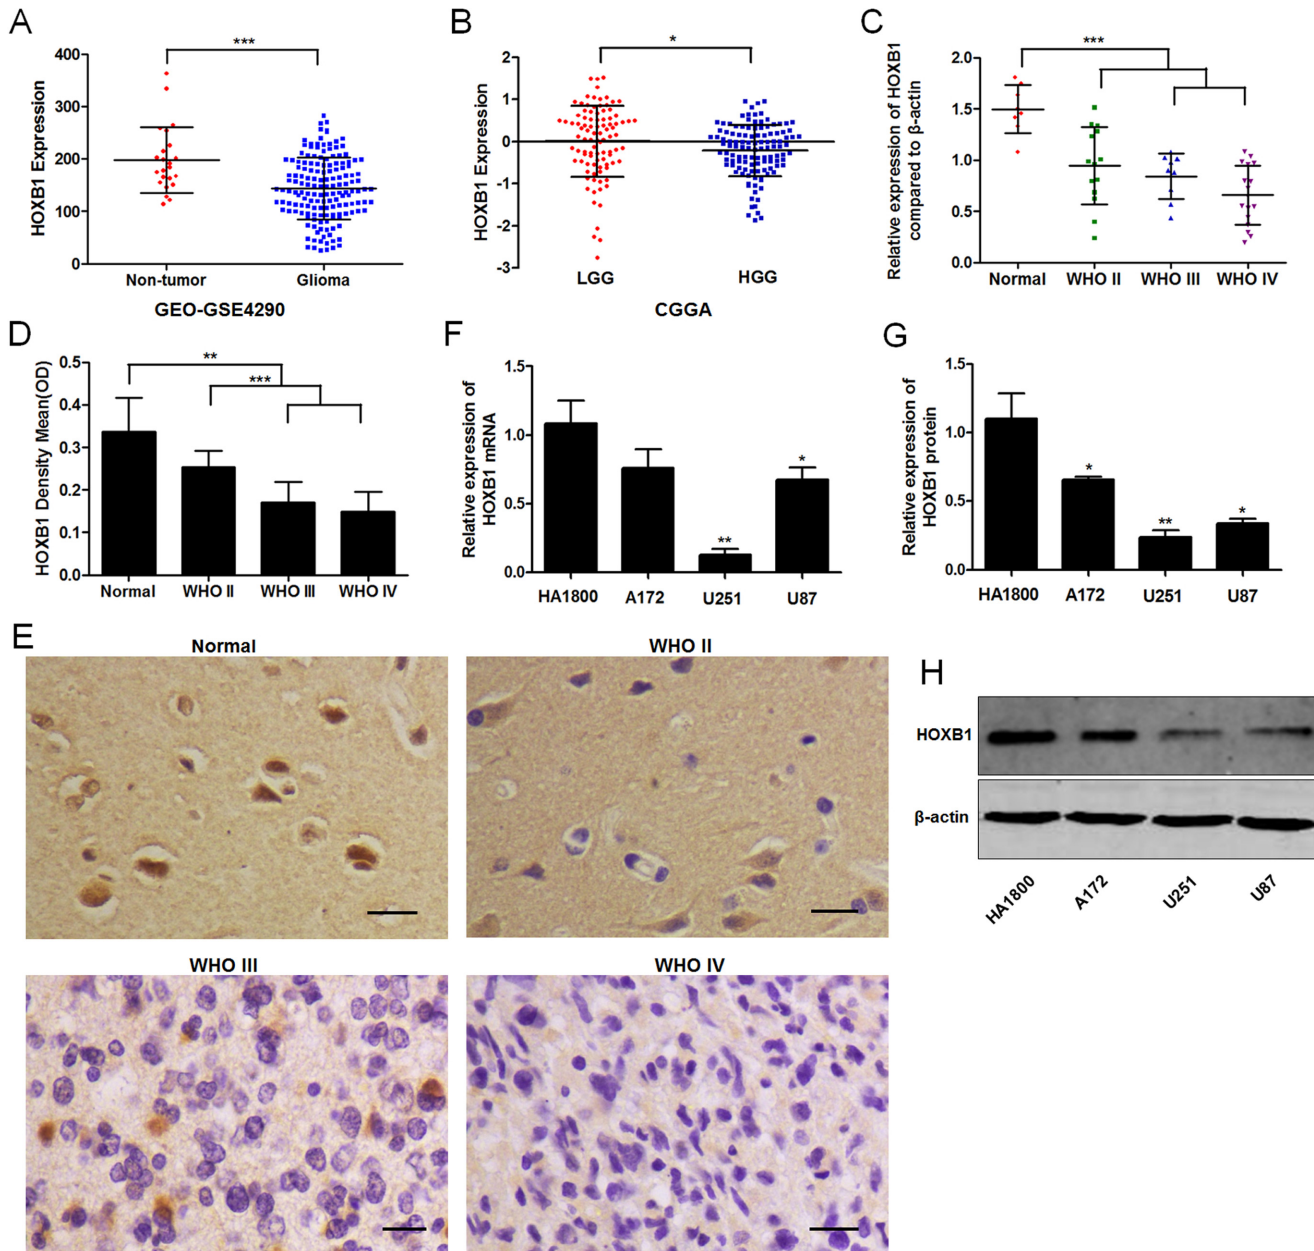 A
***
HOXB1 Expression
400
300
200
100
0
Non-tumor
Glioma
GEO-GSE4290
B
*
HOXB1 Expression
2
1
0
-1
-2
-3
LGG
HGG
CGGA
C
***
Relative expression of HOXB1
compared to β-actin
2.0
1.5
1.0
0.5
0.0
Normal
WHO II
WHO III
WHO IV
D
**
***
HOXB1 Density Mean(OD)
0.5
0.4
0.3
0.2
0.1
0.0
Normal
WHO II
WHO III
WHO IV
F
Relative expression of
HOXB1 mRNA
1.5
1.0
0.5
0.0
**
*
HA1800
A172
U251
U87
G
Relative expression of
HOXB1 protein
1.5
1.0
0.5
0.0
*
**
*
HA1800
A172
U251
U87
E
Normal
WHO II
WHO III
WHO IV
H
HOXB1
β-actin
HA1800
A172
U251
U87